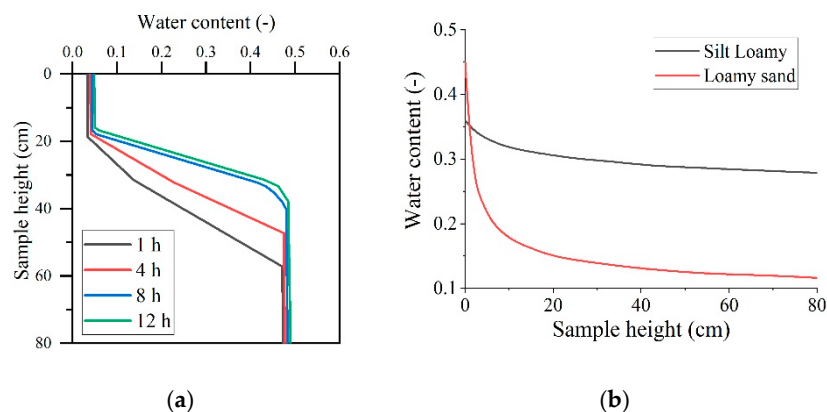 Water content (-)
0.0 0.1 0.2 0.3 0.4 0.5 0.6
0
20
40
60
80
Sample height (cm)
1 h
4 h
8 h
12 h
(a)
0.5
0.4
0.3
0.2
0.1
Water content (-)
Silt Loamy
Loamy sand
0 20 40 60 80
Sample height (cm)
(b)